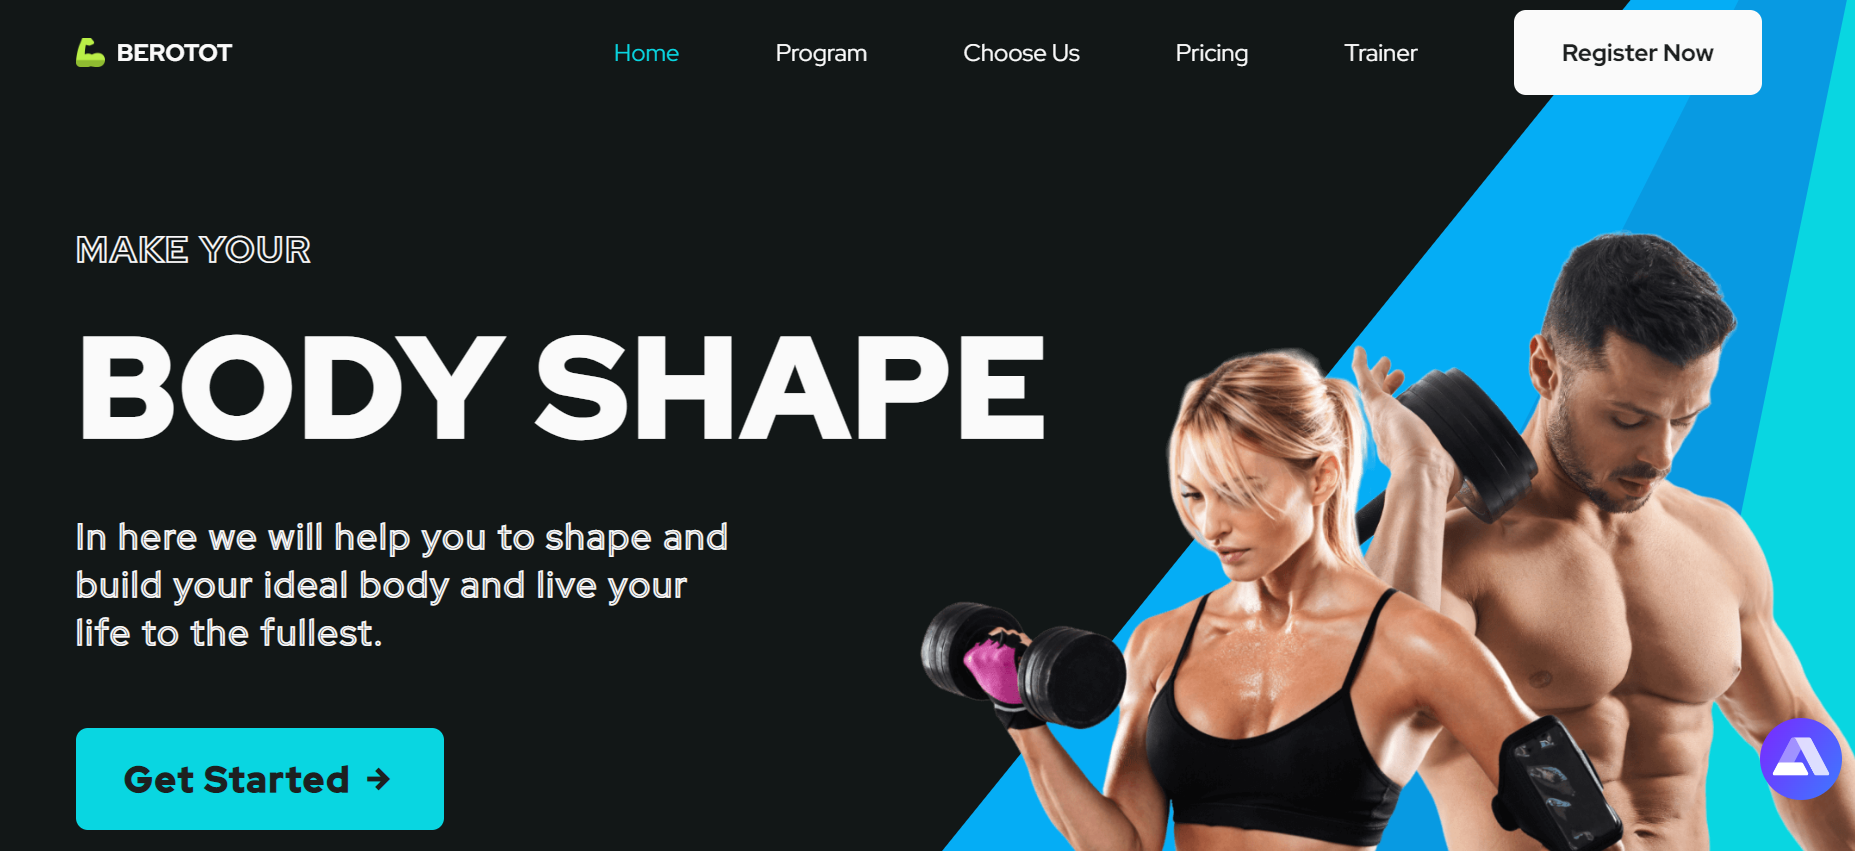 BEROTOT
Home
Program
Choose Us
Pricing
Trainer
Register Now
MAKE YOUR
BODY SHAPE
In here we will help you to shape and
build your ideal body and live your
life to the fullest.
Get Started →